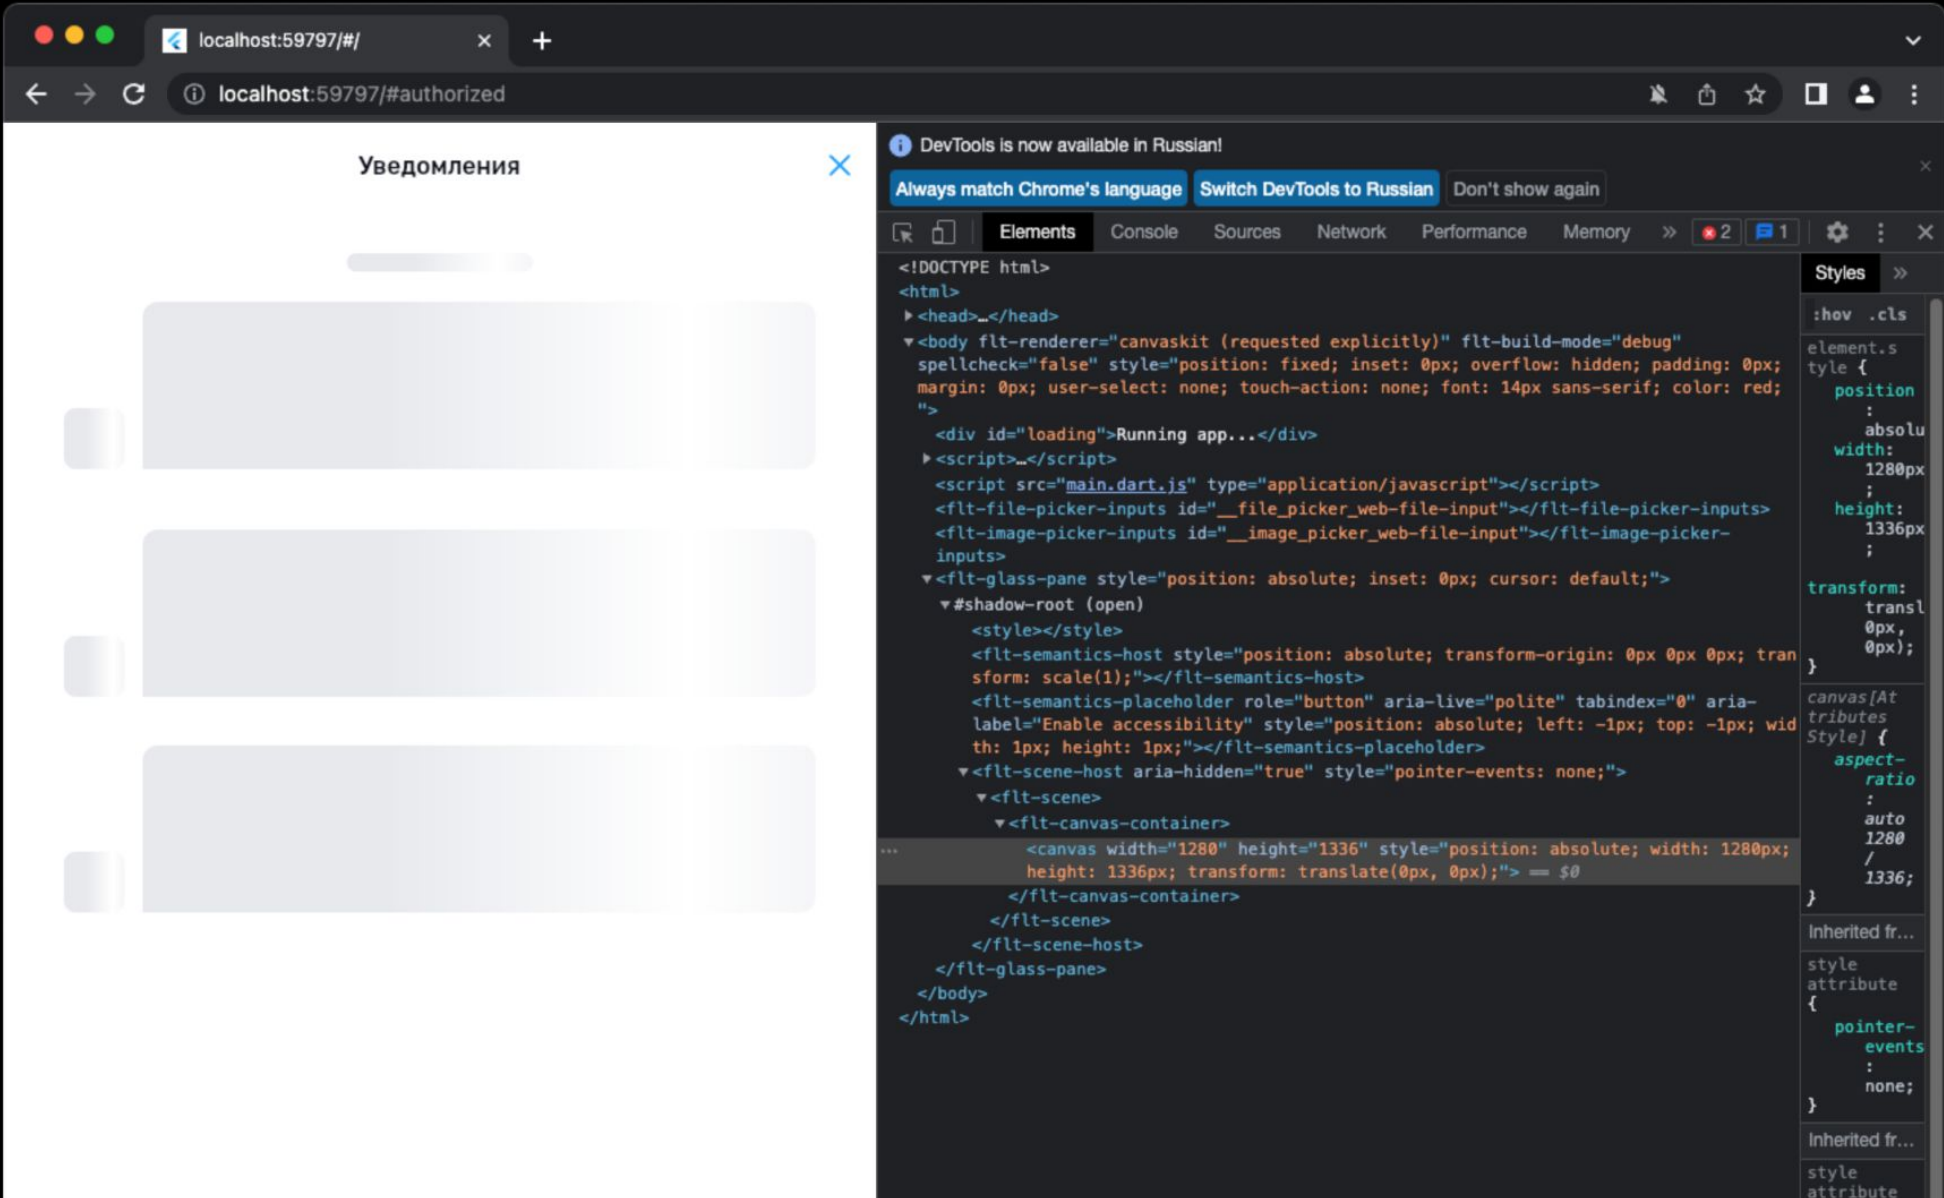 localhost:59797/#/
localhost:59797/#authorized
Уведомления
DevTools is now available in Russian!
Always match Chrome's language
Switch DevTools to Russian
Don't show again
Elements
Console
Sources
Network
Performance
Memory
2
1
<!DOCTYPE html>
<html>
<head>…</head>
<body flt-renderer="canvaskit (requested explicitly)" flt-build-mode="debug"
spellcheck="false" style="position: fixed; inset: 0px; overflow: hidden; padding: 0px;
margin: 0px; user-select: none; touch-action: none; font: 14px sans-serif; color: red;
">
<div id="loading">Running app...</div>
<script>…</script>
<script src="main.dart.js" type="application/javascript"></script>
<flt-file-picker-inputs id="__file_picker_web-file-input"></flt-file-picker-inputs>
<flt-image-picker-inputs id="__image_picker_web-file-input"></flt-image-picker-
inputs>
<flt-glass-pane style="position: absolute; inset: 0px; cursor: default;">
#shadow-root (open)
<style></style>
<flt-semantics-host style="position: absolute; transform-origin: 0px 0px 0px; tran
sform: scale(1);"></flt-semantics-host>
<flt-semantics-placeholder role="button" aria-live="polite" tabindex="0" aria-
label="Enable accessibility" style="position: absolute; left: -1px; top: -1px; wid
th: 1px; height: 1px;"></flt-semantics-placeholder>
<flt-scene-host aria-hidden="true" style="pointer-events: none;">
<flt-scene>
<flt-canvas-container>
<canvas width="1280" height="1336" style="position: absolute; width: 1280px;
height: 1336px; transform: translate(0px, 0px);"> == $0
</flt-canvas-container>
</flt-scene>
</flt-scene-host>
</flt-glass-pane>
</body>
</html>
Styles
:hov .cls
element.s
tyle {
position
:
absolu
width:
1280px
;
height:
1336px
;
transform:
transl
0px,
0px);
}
canvas[At
tributes
Style] {
aspect-
ratio
:
auto
1280
/
1336;
}
Inherited fr...
style
attribute
{
pointer-
events
:
none;
}
Inherited fr...
style
attribute